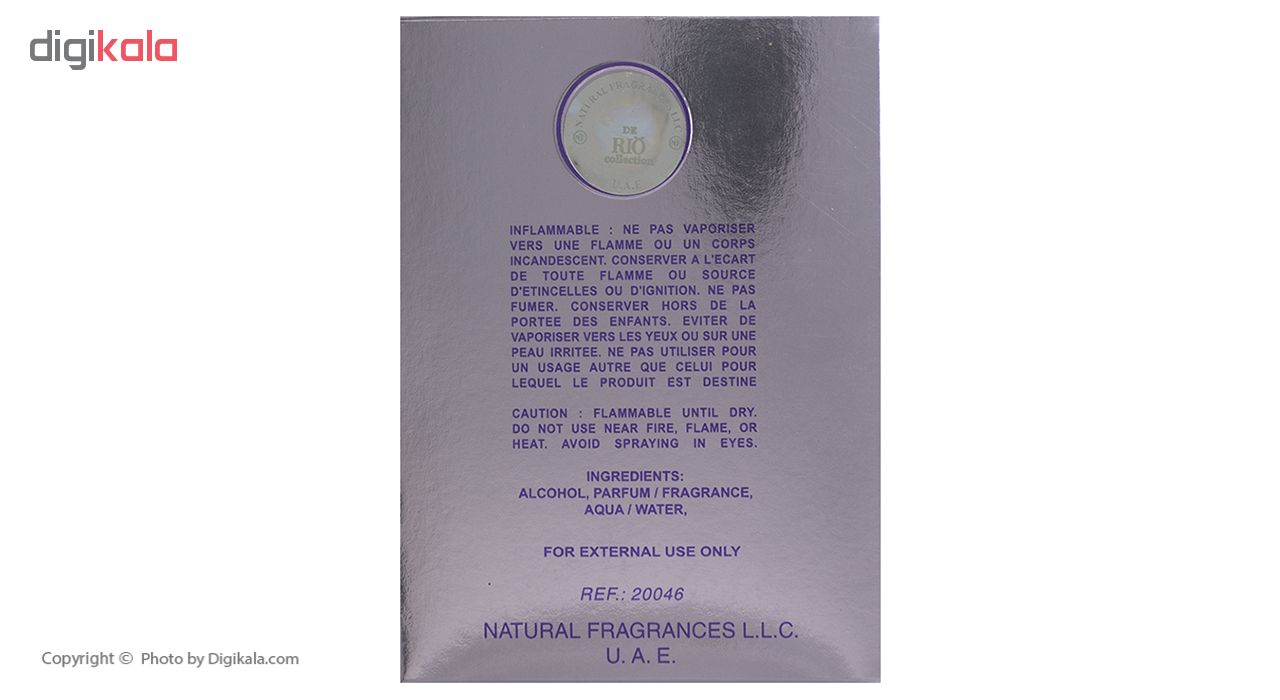 digikala
NATURAL FRAGRANCES LLC
DE
RIÒ
collection
U.A.E
INFLAMMABLE : NE PAS VAPORISER
VERS UNE FLAMME OU UN CORPS
INCANDESCENT. CONSERVER A L'ECART
DE TOUTE FLAMME OU SOURCE
D'ETINCELLES OU D'IGNITION. NE PAS
FUMER. CONSERVER HORS DE LA
PORTEE DES ENFANTS. EVITER DE
VAPORISER VERS LES YEUX OU SUR UNE
PEAU IRRITEE. NE PAS UTILISER POUR
UN USAGE AUTRE QUE CELUI POUR
LEQUEL LE PRODUIT EST DESTINE
CAUTION : FLAMMABLE UNTIL DRY.
DO NOT USE NEAR FIRE, FLAME, OR
HEAT. AVOID SPRAYING IN EYES.
INGREDIENTS:
ALCOHOL, PARFUM / FRAGRANCE,
AQUA / WATER,
FOR EXTERNAL USE ONLY
REF.: 20046
NATURAL FRAGRANCES L.L.C.
U. A. E.
Copyright © Photo by Digikala.com